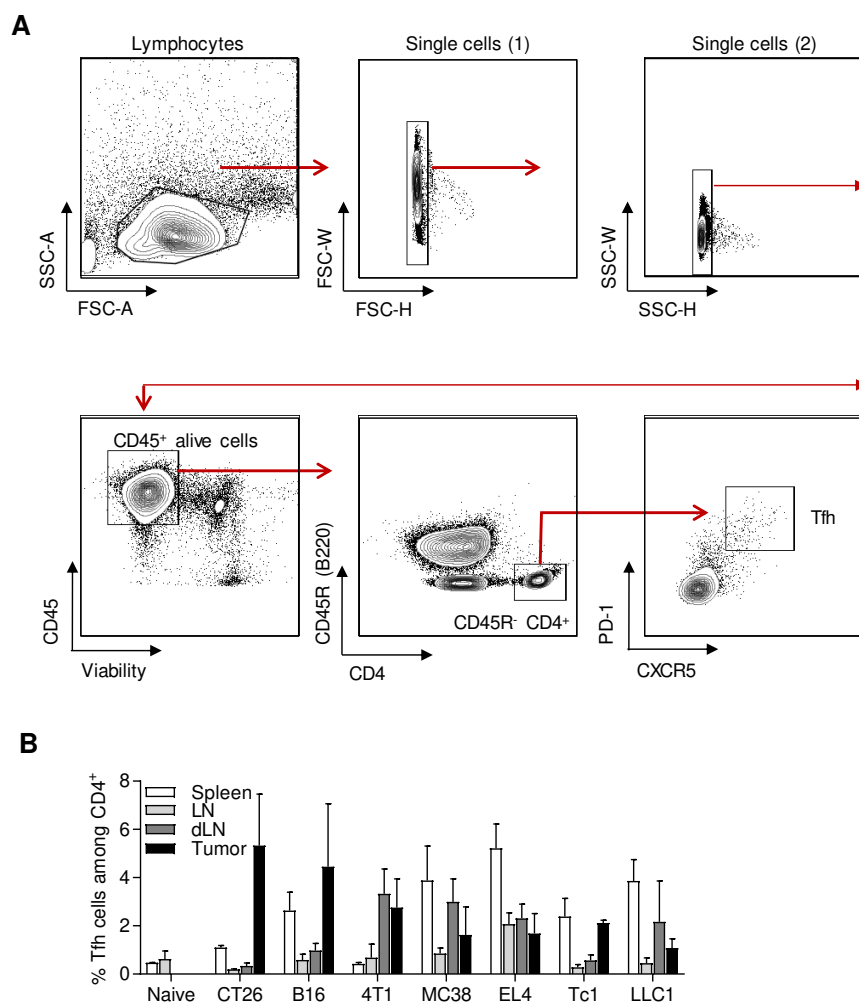 A
Lymphocytes
Single cells (1)
Single cells (2)
SSC-A
FSC-A
FSC-W
FSC-H
SSC-W
SSC-H
CD45⁺ alive cells
CD45
Viability
CD45R (B220)
CD45R⁻ CD4⁺
CD4
Tfh
PD-1
CXCR5
B
% Tfh cells among CD4⁺
8
6
4
2
0
Spleen
LN
dLN
Tumor
Naive CT26 B16 4T1 MC38 EL4 Tc1 LLC1